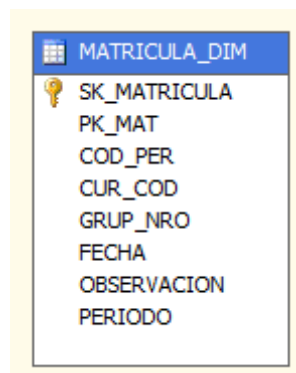 MATRICULA_DIM
SK_MATRICULA
PK_MAT
COD_PER
CUR_COD
GRUP_NRO
FECHA
OBSERVACION
PERIODO